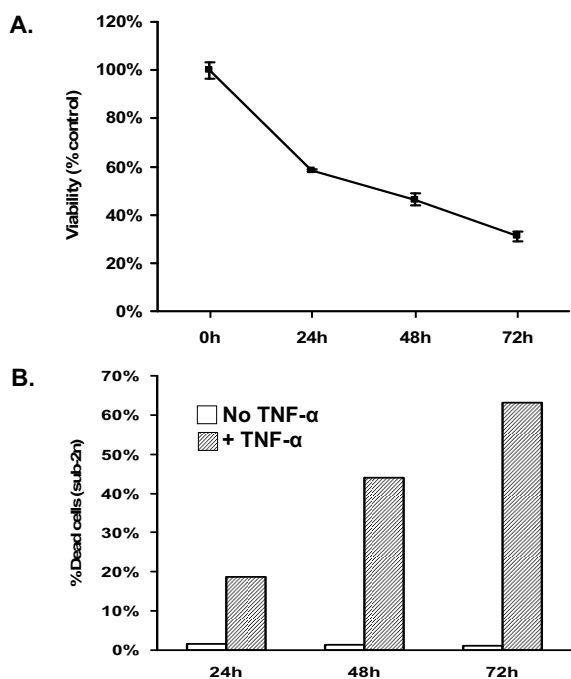 A.
Viability (% control)
120%
100%
80%
60%
40%
20%
0%
0h 24h 48h 72h
B.
%Dead cells (sub-2n)
70%
60%
50%
40%
30%
20%
10%
0%
No TNF-α
+ TNF-α
24h 48h 72h